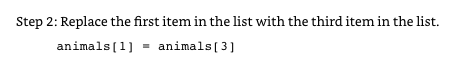 Step 2: Replace the first item in the list with the third item in the list.
animals[1] = animals[3]